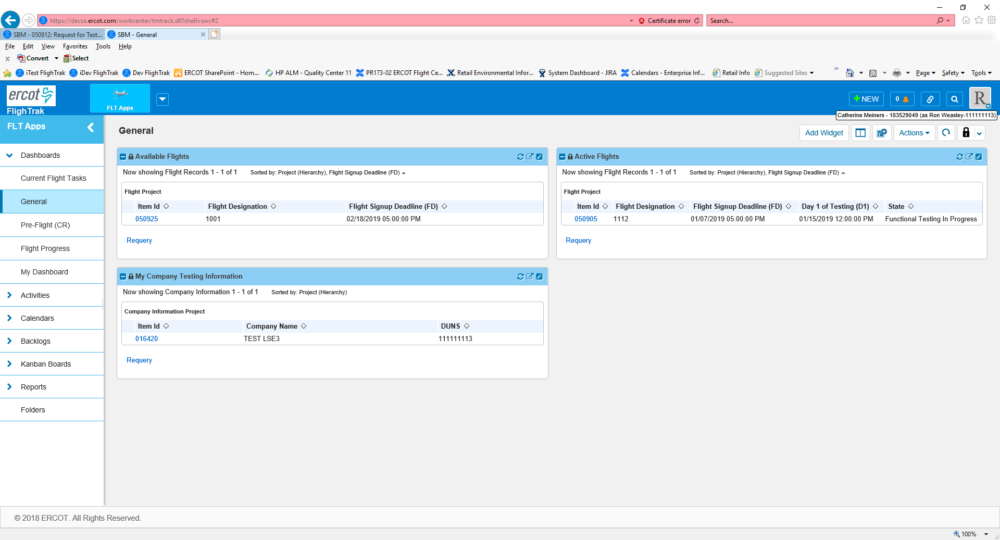 https://devsa.ercot.com/workcenter/tmtrack.dll?shell=swc#2
Certificate error
Search...
SBM - 050912: Request for Test...
SBM - General
File Edit View Favorites Tools Help
x Convert Select
iTest FlighTrak iDev FlighTrak Dev FlighTrak ERCOT SharePoint - Hom... HP ALM - Quality Center 11 PR173-02 ERCOT Flight Ce... Retail Environmental Infor... System Dashboard - JIRA Calendars - Enterprise Inf... Retail Info Suggested Sites » Page Safety Tools
ercot
FlighTrak
FLT Apps
+ NEW
0
R
Catherine Meiners - 183529049 (as Ron Weasley-111111113)
FLT Apps
General
Add Widget
Actions
Dashboards
Current Flight Tasks
General
Pre-Flight (CR)
Flight Progress
My Dashboard
Activities
Calendars
Backlogs
Kanban Boards
Reports
Folders
Available Flights
Now showing Flight Records 1 - 1 of 1 Sorted by: Project (Hierarchy), Flight Signup Deadline (FD)
Flight Project
Item Id Flight Designation Flight Signup Deadline (FD)
050925 1001 02/18/2019 05:00:00 PM
Requery
Active Flights
Now showing Flight Records 1 - 1 of 1 Sorted by: Project (Hierarchy), Flight Signup Deadline (FD)
Flight Project
Item Id Flight Designation Flight Signup Deadline (FD) Day 1 of Testing (D1) State
050905 1112 01/07/2019 05:00:00 PM 01/15/2019 12:00:00 PM Functional Testing In Progress
Requery
My Company Testing Information
Now showing Company Information 1 - 1 of 1 Sorted by: Project (Hierarchy)
Company Information Project
Item Id Company Name DUNS
016420 TEST LSE3 111111113
Requery
© 2018 ERCOT. All Rights Reserved.
100%